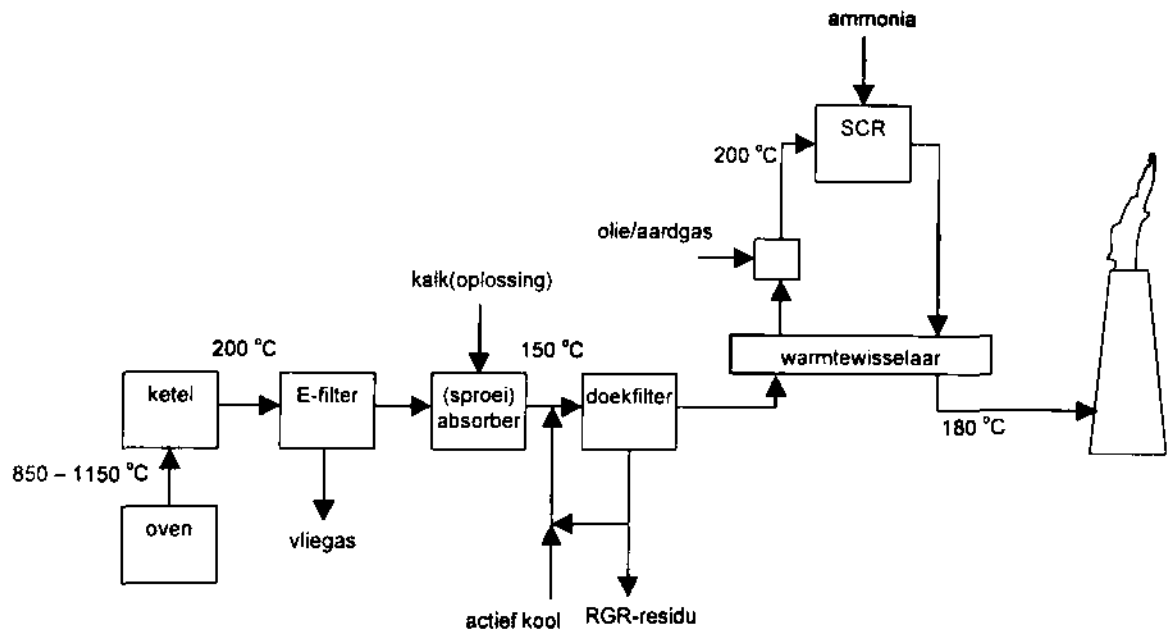 ammonia
SCR
200 °C
olie/aardgas
kalk(oplossing)
200 °C
150 °C
warmtewisselaar
ketel
E-filter
(sproei)
absorber
doekfilter
180 °C
850 – 1150 °C
oven
vliegas
actief kool
RGR-residu